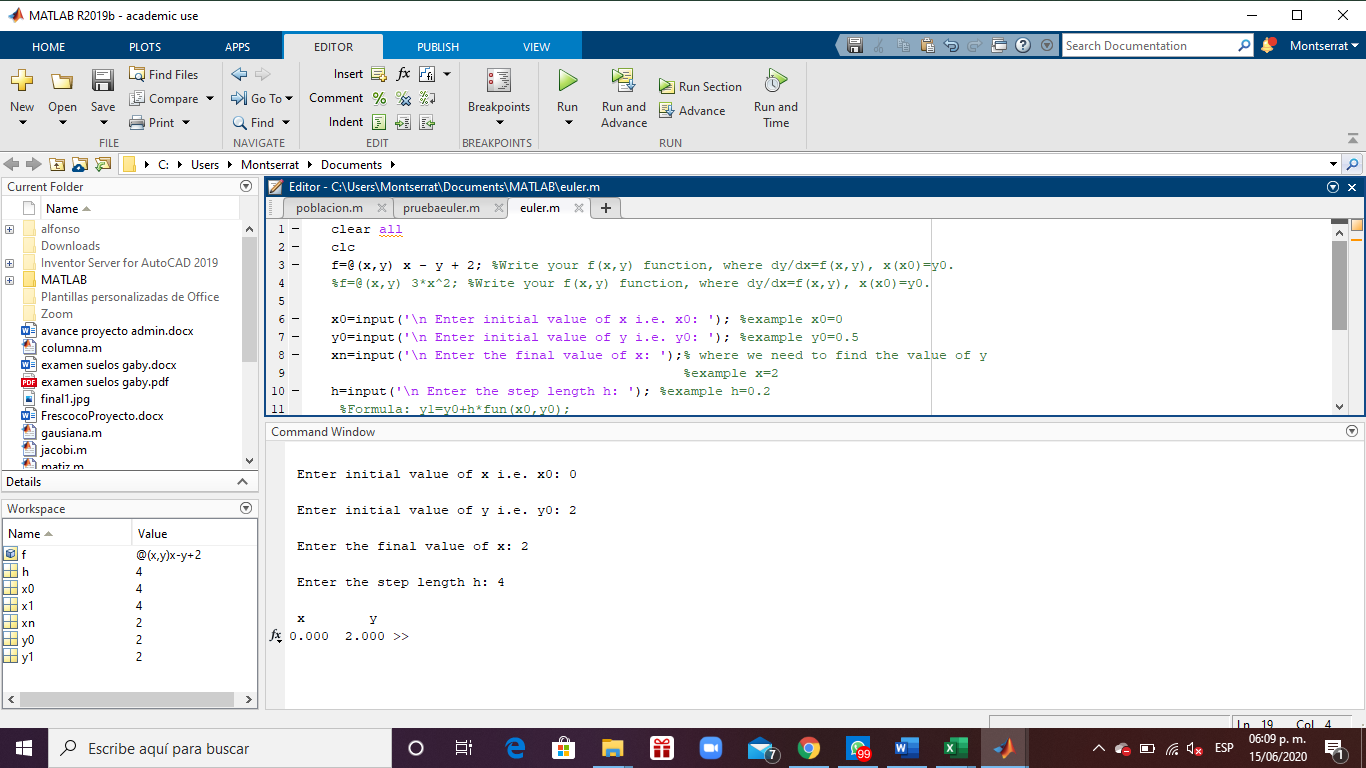 MATLAB R2019b - academic use
HOME PLOTS APPS EDITOR PUBLISH VIEW
Search Documentation
Montserrat
New
Open
Save
Find Files
Compare
Print
FILE
Go To
Find
NAVIGATE
Insert
Comment
Indent
EDIT
Breakpoints
BREAKPOINTS
Run
Run and Advance
Run Section
Advance
Run and Time
RUN
C: Users Montserrat Documents
Current Folder
Name
alfonso
Downloads
Inventor Server for AutoCAD 2019
MATLAB
Plantillas personalizadas de Office
Zoom
avance proyecto admin.docx
columna.m
examen suelos gaby.docx
examen suelos gaby.pdf
final1.jpg
FrescocoProyecto.docx
gausiana.m
jacobi.m
matiz.m
Details
Workspace
Name Value
f @(x,y)x-y+2
h 4
x0 4
x1 4
xn 2
y0 2
y1 2
Editor - C:\Users\Montserrat\Documents\MATLAB\euler.m
poblacion.m pruebaeuler.m euler.m
1 clear all
2 clc
3 f=@(x,y) x - y + 2; %Write your f(x,y) function, where dy/dx=f(x,y), x(x0)=y0.
4 %f=@(x,y) 3*x^2; %Write your f(x,y) function, where dy/dx=f(x,y), x(x0)=y0.
5
6 x0=input('\n Enter initial value of x i.e. x0: '); %example x0=0
7 y0=input('\n Enter initial value of y i.e. y0: '); %example y0=0.5
8 xn=input('\n Enter the final value of x: ');% where we need to find the value of y
9 %example x=2
10 h=input('\n Enter the step length h: '); %example h=0.2
11 %Formula: y1=y0+h*fun(x0,y0);
Command Window
Enter initial value of x i.e. x0: 0
Enter initial value of y i.e. y0: 2
Enter the final value of x: 2
Enter the step length h: 4
x y
fx 0.000 2.000 >>
Ln 19 Col 4
Escribe aquí para buscar
7
99
ESP
06:09 p. m.
15/06/2020
1